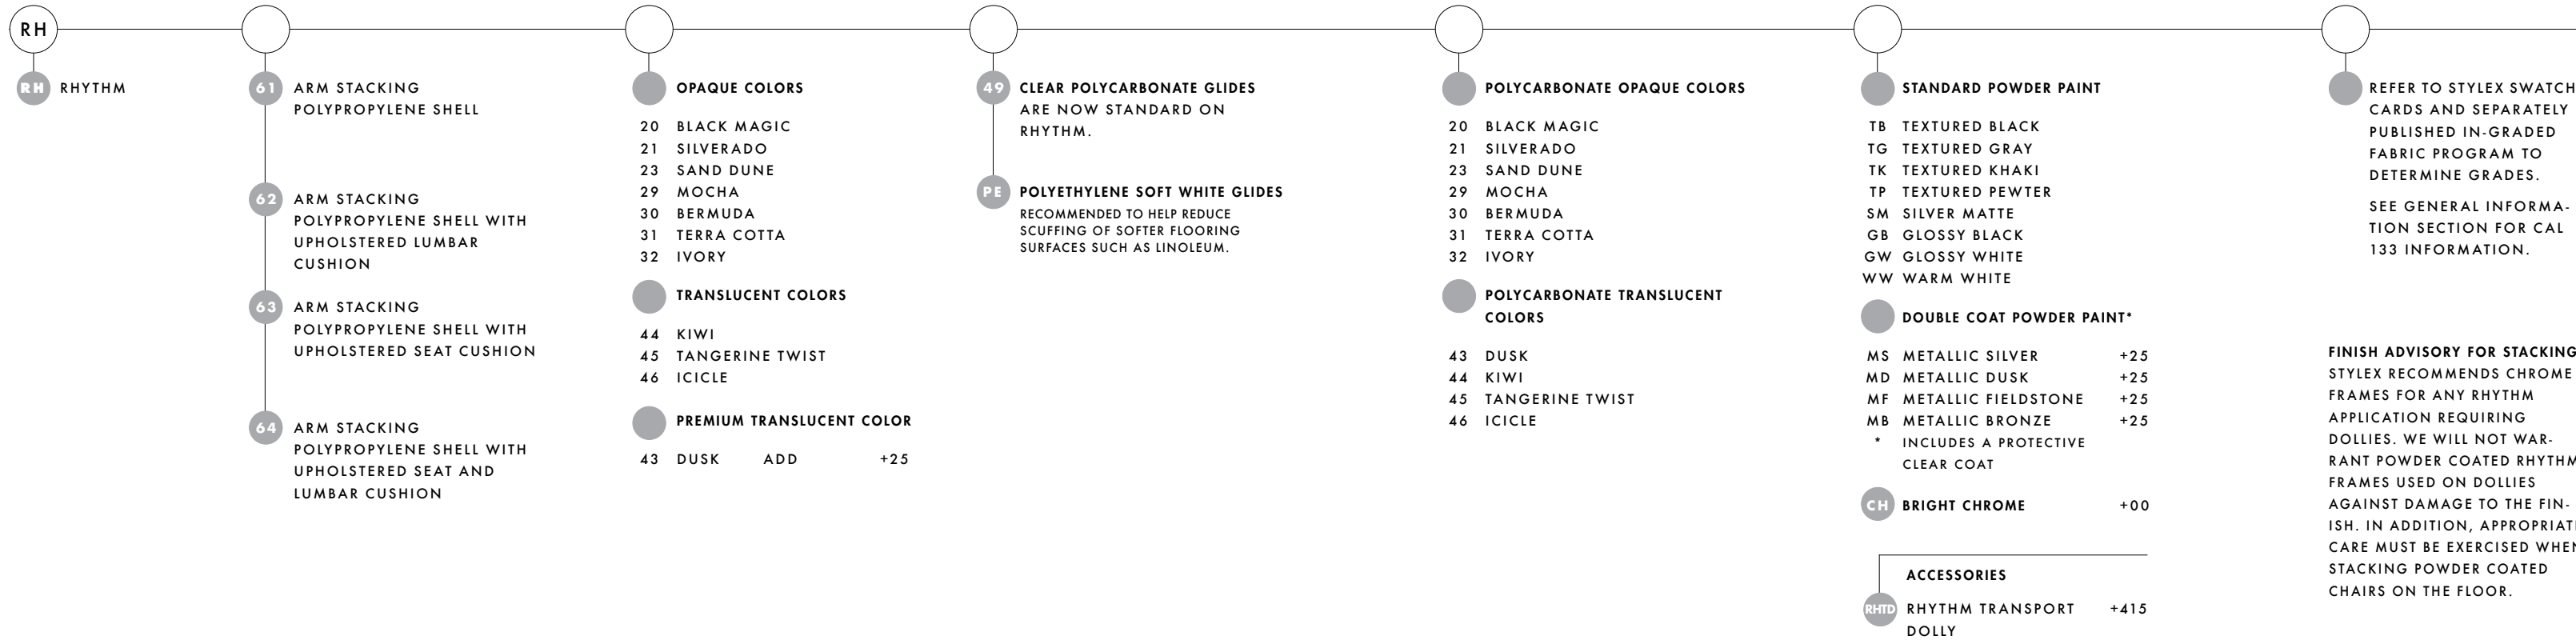 RH
RH RHYTHM
61 ARM STACKING
POLYPROPYLENE SHELL
62 ARM STACKING
POLYPROPYLENE SHELL WITH
UPHOLSTERED LUMBAR
CUSHION
63 ARM STACKING
POLYPROPYLENE SHELL WITH
UPHOLSTERED SEAT CUSHION
64 ARM STACKING
POLYPROPYLENE SHELL WITH
UPHOLSTERED SEAT AND
LUMBAR CUSHION
OPAQUE COLORS
20 BLACK MAGIC
21 SILVERADO
23 SAND DUNE
29 MOCHA
30 BERMUDA
31 TERRA COTTA
32 IVORY
TRANSLUCENT COLORS
44 KIWI
45 TANGERINE TWIST
46 ICICLE
PREMIUM TRANSLUCENT COLOR
43 DUSK ADD +25
49 CLEAR POLYCARBONATE GLIDES
ARE NOW STANDARD ON
RHYTHM.
PE POLYETHYLENE SOFT WHITE GLIDES
RECOMMENDED TO HELP REDUCE
SCUFFING OF SOFTER FLOORING
SURFACES SUCH AS LINOLEUM.
POLYCARBONATE OPAQUE COLORS
20 BLACK MAGIC
21 SILVERADO
23 SAND DUNE
29 MOCHA
30 BERMUDA
31 TERRA COTTA
32 IVORY
POLYCARBONATE TRANSLUCENT
COLORS
43 DUSK
44 KIWI
45 TANGERINE TWIST
46 ICICLE
STANDARD POWDER PAINT
TB TEXTURED BLACK
TG TEXTURED GRAY
TK TEXTURED KHAKI
TP TEXTURED PEWTER
SM SILVER MATTE
GB GLOSSY BLACK
GW GLOSSY WHITE
WW WARM WHITE
DOUBLE COAT POWDER PAINT*
MS METALLIC SILVER +25
MD METALLIC DUSK +25
MF METALLIC FIELDSTONE +25
MB METALLIC BRONZE +25
* INCLUDES A PROTECTIVE
CLEAR COAT
CH BRIGHT CHROME +00
ACCESSORIES
RHTD RHYTHM TRANSPORT +415
DOLLY
REFER TO STYLEX SWATCH
CARDS AND SEPARATELY
PUBLISHED IN-GRADED
FABRIC PROGRAM TO
DETERMINE GRADES.
SEE GENERAL INFORMA-
TION SECTION FOR CAL
133 INFORMATION.
FINISH ADVISORY FOR STACKING
STYLEX RECOMMENDS CHROME
FRAMES FOR ANY RHYTHM
APPLICATION REQUIRING
DOLLIES. WE WILL NOT WAR-
RANT POWDER COATED RHYTHM
FRAMES USED ON DOLLIES
AGAINST DAMAGE TO THE FIN-
ISH. IN ADDITION, APPROPRIATE
CARE MUST BE EXERCISED WHEN
STACKING POWDER COATED
CHAIRS ON THE FLOOR.